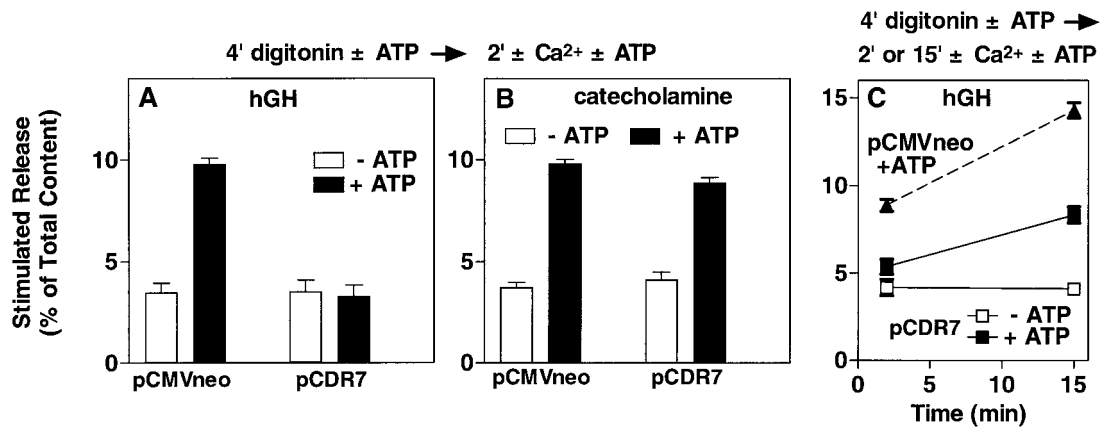 4' digitonin ± ATP → 2' ± Ca2+ ± ATP
4' digitonin ± ATP →
2' or 15' ± Ca2+ ± ATP
Stimulated Release
(% of Total Content)
A hGH
- ATP
+ ATP
10
5
0
pCMVneo pCDR7
B catecholamine
- ATP + ATP
10
5
0
pCMVneo pCDR7
C hGH
pCMVneo
+ATP
pCDR7
- ATP
+ ATP
15
10
5
0
0 5 10 15
Time (min)